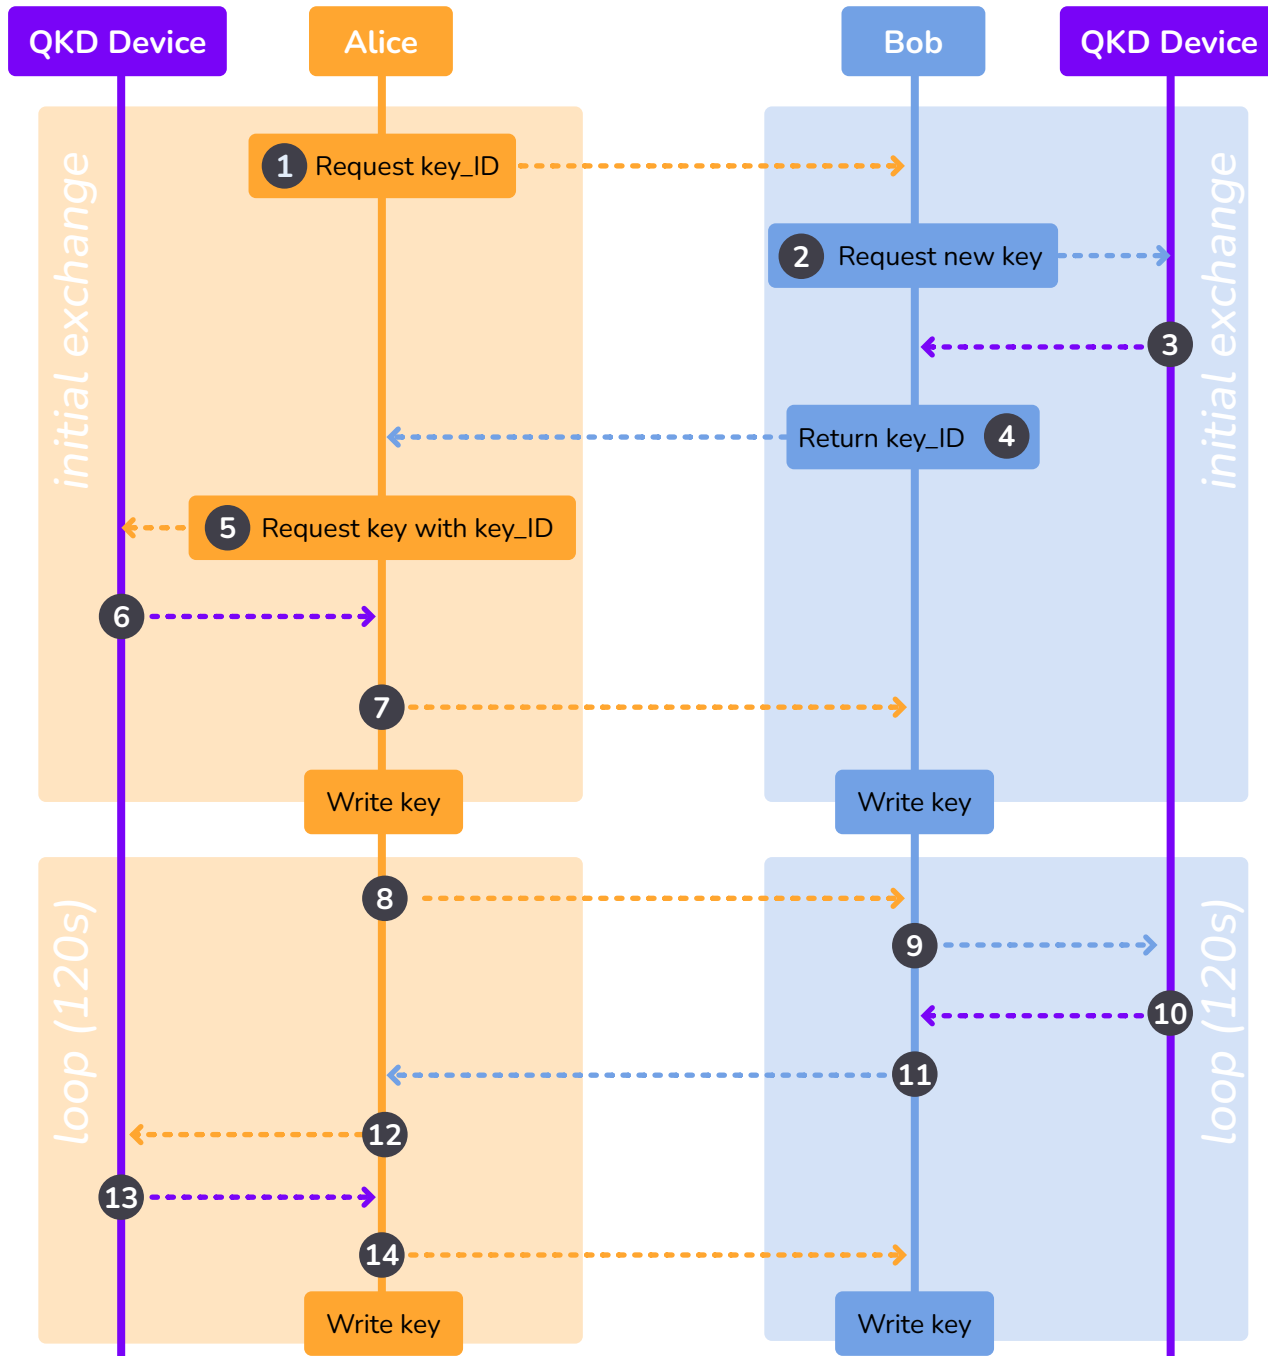 QKD Device
Alice
Bob
QKD Device
initial exchange
initial exchange
1 Request key_ID
2 Request new key
3
Return key_ID 4
5 Request key with key_ID
6
7
Write key
Write key
loop (120s)
loop (120s)
8
9
10
11
12
13
14
Write key
Write key